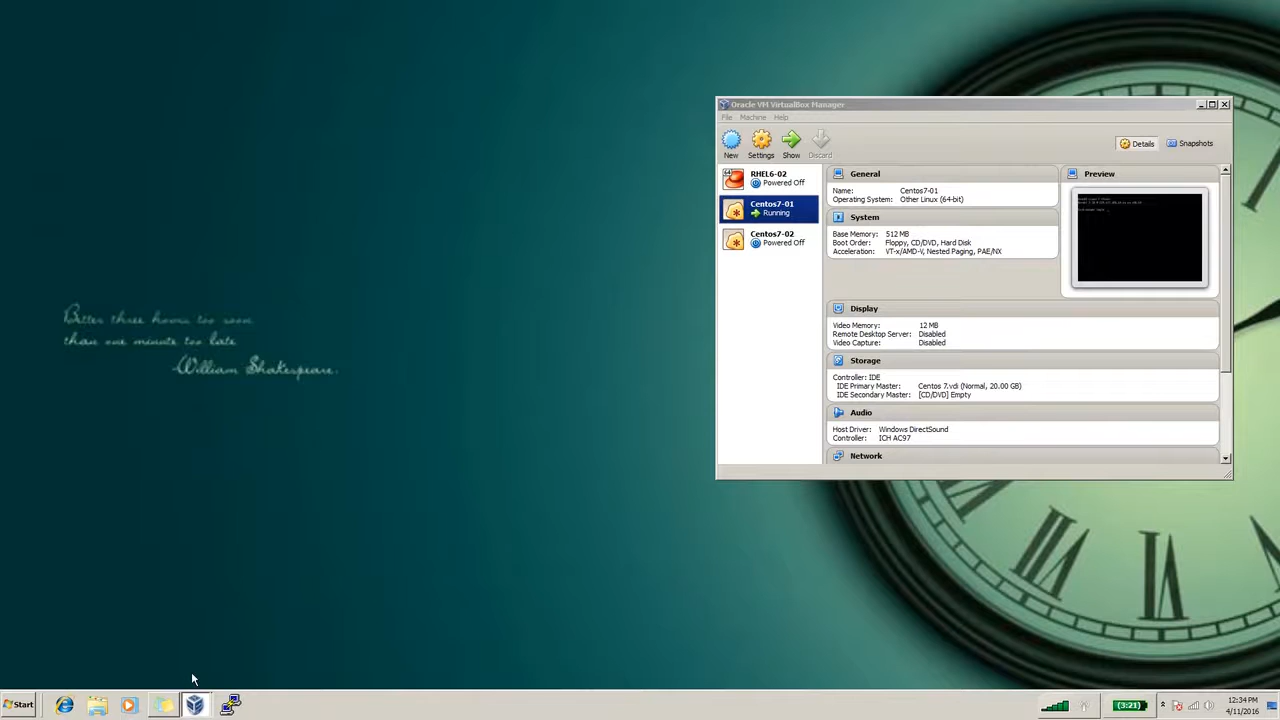 Oracle VM VirtualBox Manager
File Machine Help
New Settings Show Discard
Details Snapshots
RHEL6-02
Powered Off
Centos7-01
Running
Centos7-02
Powered Off
General
Name: Centos7-01
Operating System: Other Linux (64-bit)
System
Base Memory: 512 MB
Boot Order: Floppy, CD/DVD, Hard Disk
Acceleration: VT-x/AMD-V, Nested Paging, PAE/NX
Preview
Display
Video Memory: 12 MB
Remote Desktop Server: Disabled
Video Capture: Disabled
Storage
Controller: IDE
IDE Primary Master: Centos 7.vdi (Normal, 20.00 GB)
IDE Secondary Master: [CD/DVD] Empty
Audio
Host Driver: Windows DirectSound
Controller: ICH AC97
Network
Better three hours too soon
than one minute too late
-William Shakespeare.
VI
Start
(3:21)
12:34 PM
4/11/2016